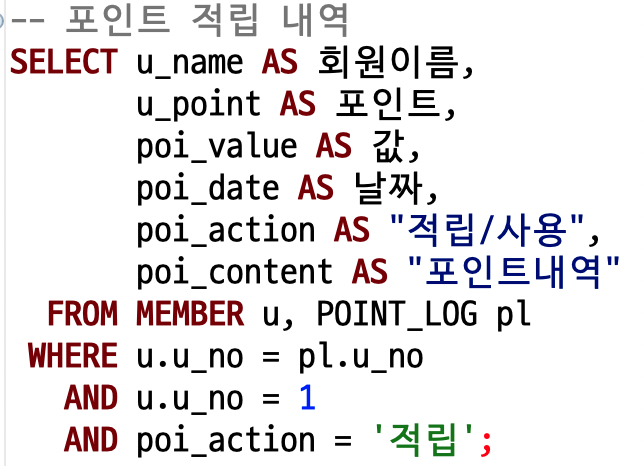 -- 포인트 적립 내역
SELECT u_name AS 회원이름,
       u_point AS 포인트,
       poi_value AS 값,
       poi_date AS 날짜,
       poi_action AS "적립/사용",
       poi_content AS "포인트내역"
  FROM MEMBER u, POINT_LOG pl
 WHERE u.u_no = pl.u_no
   AND u.u_no = 1
   AND poi_action = '적립';